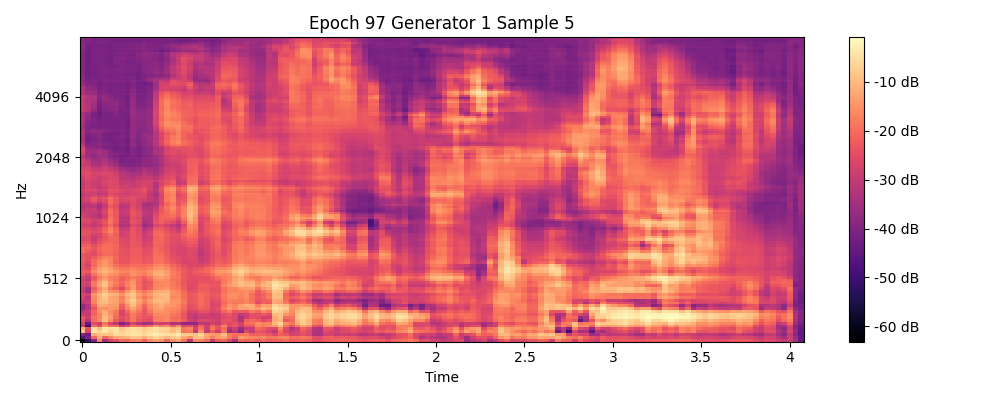 Epoch 97 Generator 1 Sample 5
4096
2048
1024
512
0
Hz
0
0.5
1
1.5
2
2.5
3
3.5
4
Time
-10 dB
-20 dB
-30 dB
-40 dB
-50 dB
-60 dB